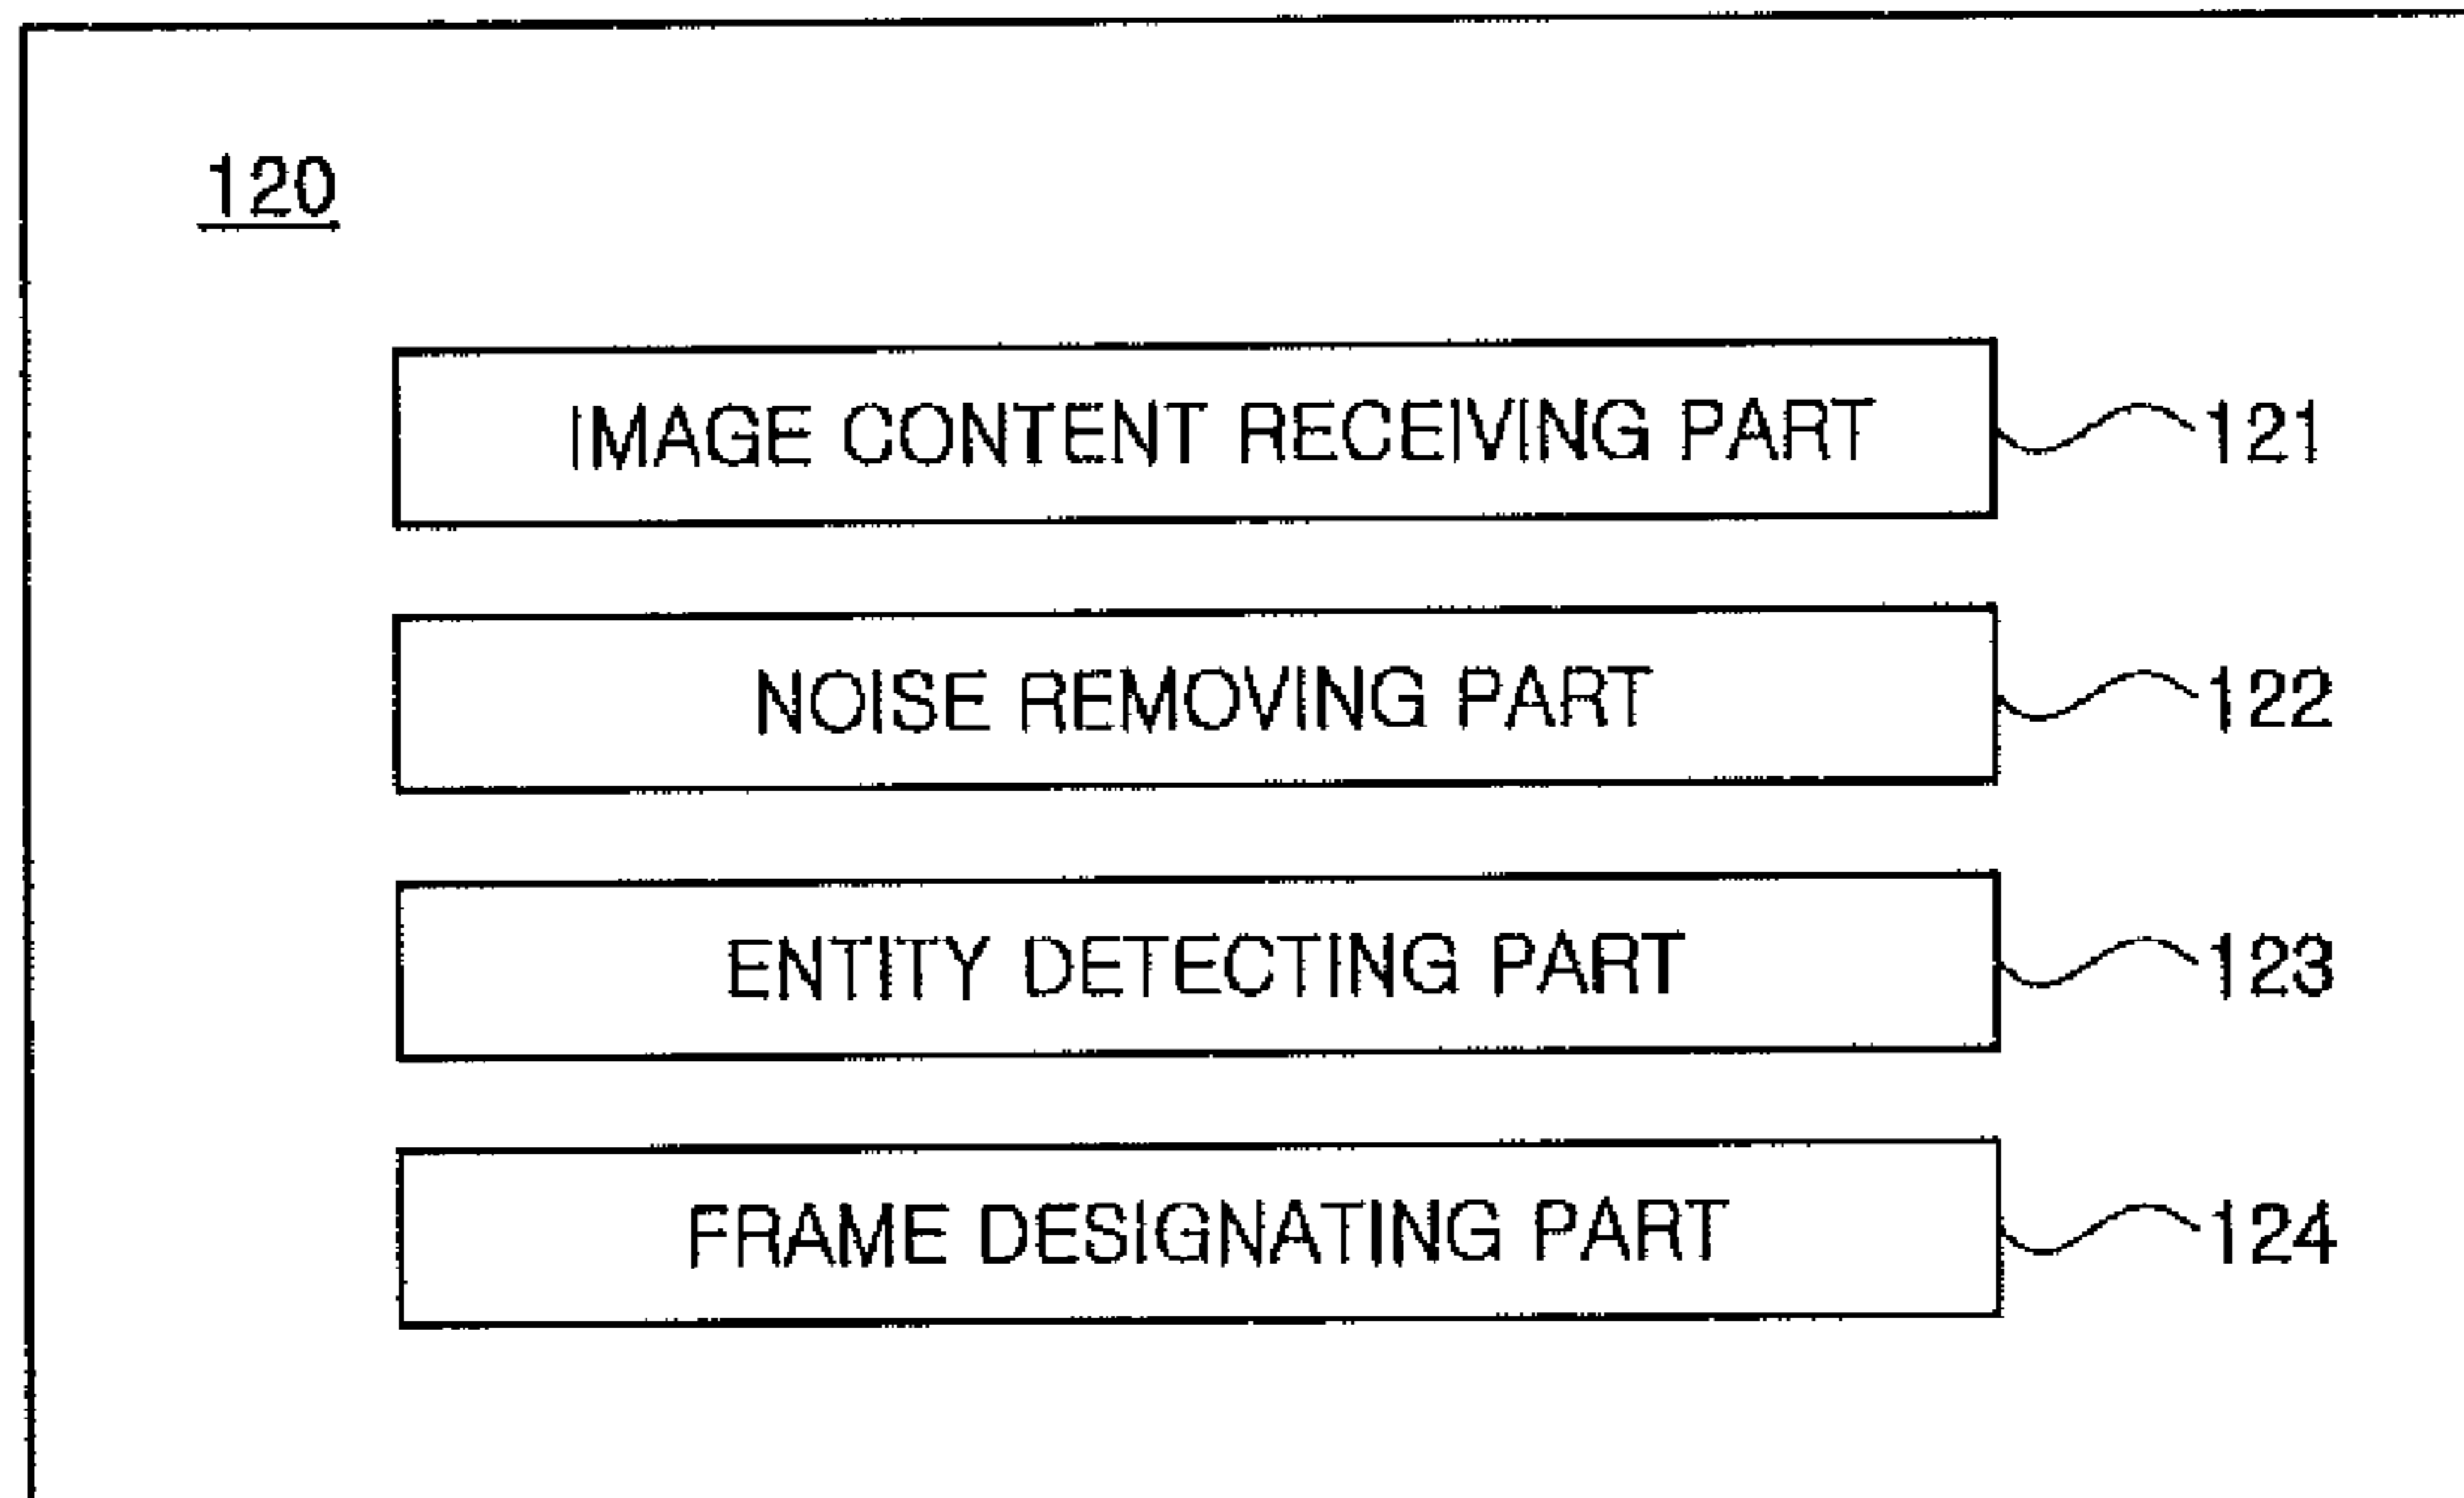 120
IMAGE CONTENT RECEIVING PART 121
NOISE REMOVING PART 122
ENTITY DETECTING PART 123
FRAME DESIGNATING PART 124